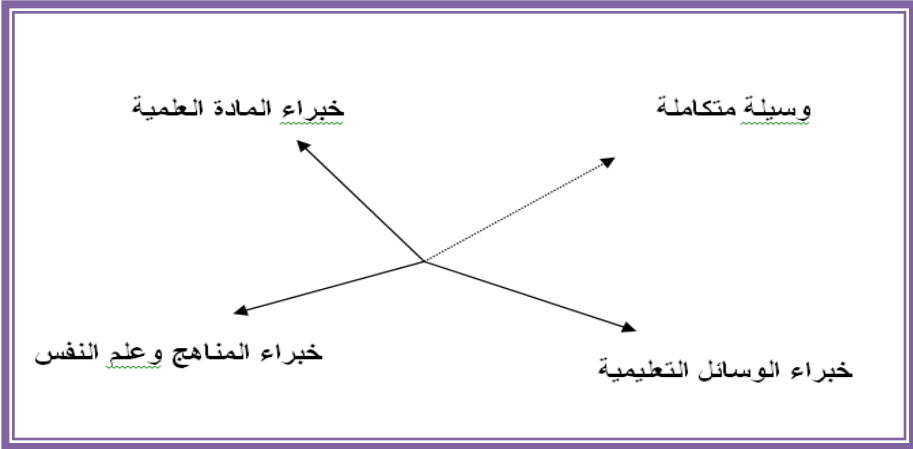 وسيلة متكاملة
خبراء المادة العلمية
خبراء المناهج وعلم النفس
خبراء الوسائل التعليمية